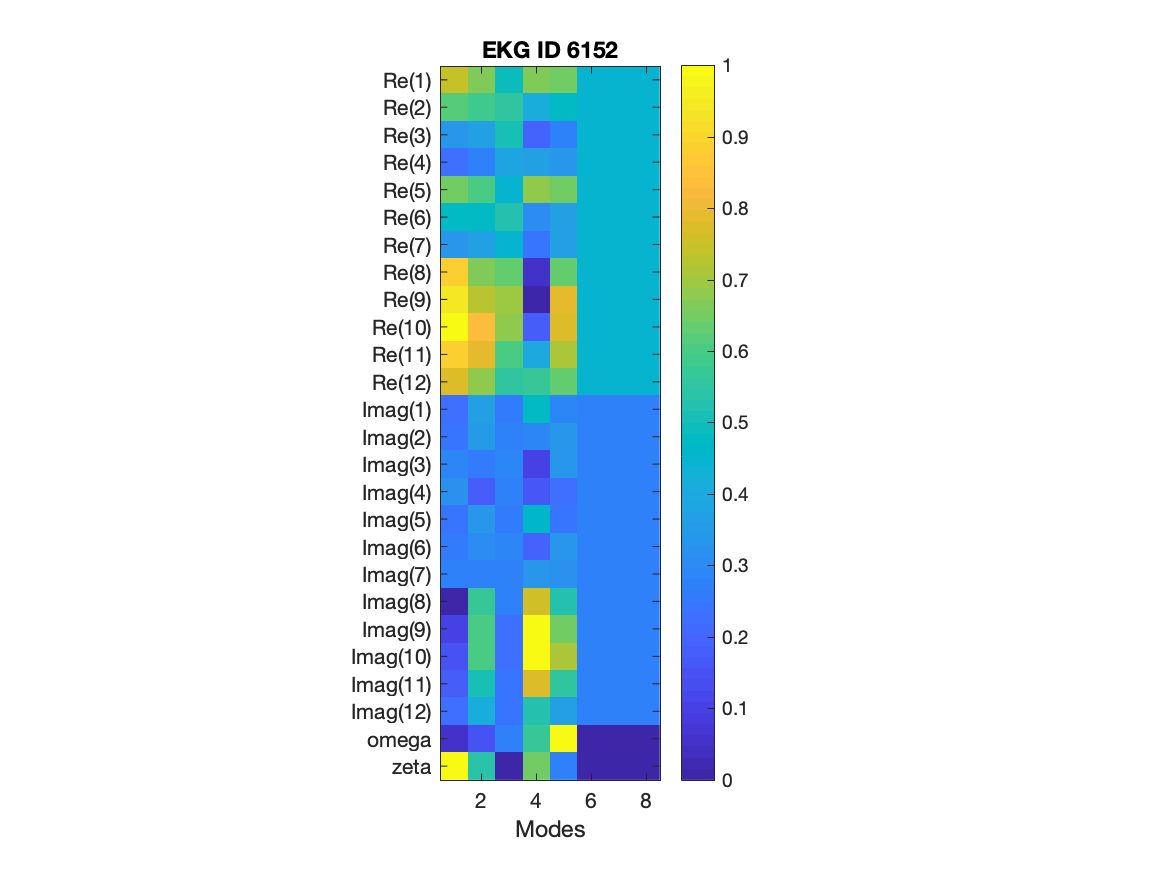 EKG ID 6152
Re(1)
Re(2)
Re(3)
Re(4)
Re(5)
Re(6)
Re(7)
Re(8)
Re(9)
Re(10)
Re(11)
Re(12)
Imag(1)
Imag(2)
Imag(3)
Imag(4)
Imag(5)
Imag(6)
Imag(7)
Imag(8)
Imag(9)
Imag(10)
Imag(11)
Imag(12)
omega
zeta
2 4 6 8
Modes
1
0.9
0.8
0.7
0.6
0.5
0.4
0.3
0.2
0.1
0